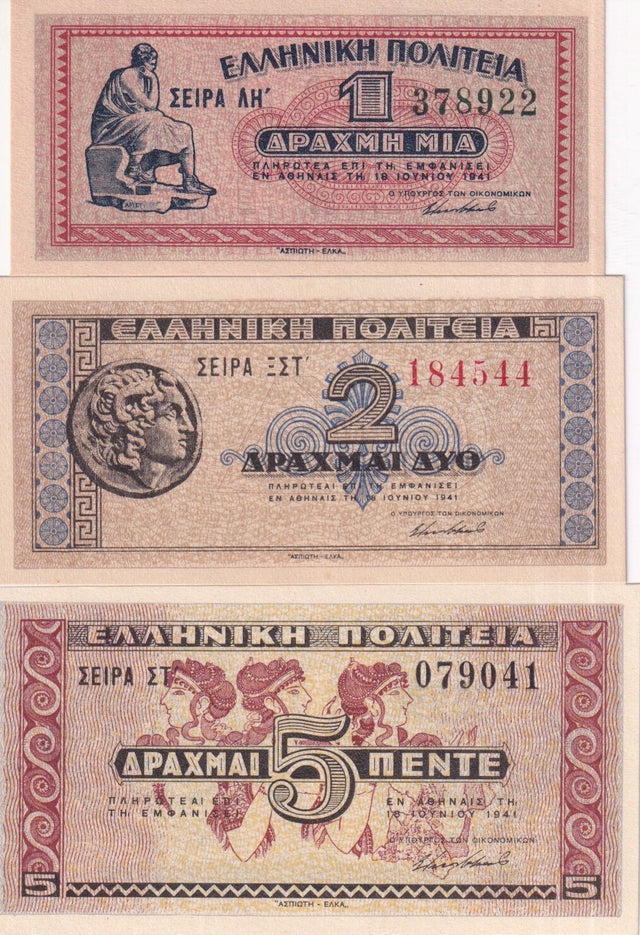 ΕΛΛΗΝΙΚΗ ΠΟΛΙΤΕΙΑ
ΣΕΙΡΑ ΛΗ′ 1 378922
ΔΡΑΧΜΗ ΜΙΑ
ΠΛΗΡΩΤΕΑ ΕΠΙ ΤΗ, ΕΜΦΑΝΙΣΕΙ
ΕΝ ΑΘΗΝΑΙΣ ΤΗ, 18 ΙΟΥΝΙΟΥ 1941
Ο ΥΠΟΥΡΓΟΣ ΤΩΝ ΟΙΚΟΝΟΜΙΚΩΝ
"ΑΣΠΙΩΤΗ - ΕΛΚΑ„
ΕΛΛΗΝΙΚΗ ΠΟΛΙΤΕΙΑ
ΣΕΙΡΑ ΞΣΤ′ 2 184544
ΔΡΑΧΜΑΙ ΔΥΟ
ΠΛΗΡΩΤΕΑΙ ΕΠΙ ΤΗ, ΕΜΦΑΝΙΣΕΙ
ΕΝ ΑΘΗΝΑΙΣ ΤΗ, 18 ΙΟΥΝΙΟΥ 1941
Ο ΥΠΟΥΡΓΟΣ ΤΩΝ ΟΙΚΟΝΟΜΙΚΩΝ
"ΑΣΠΙΩΤΗ - ΕΛΚΑ„
ΕΛΛΗΝΙΚΗ ΠΟΛΙΤΕΙΑ
ΣΕΙΡΑ ΣΤ′ 079041
ΔΡΑΧΜΑΙ 5 ΠΕΝΤΕ
ΠΛΗΡΩΤΕΑΙ ΕΠΙ ΕΝ ΑΘΗΝΑΙΣ ΤΗ,
ΤΗ, ΕΜΦΑΝΙΣΕΙ 18 ΙΟΥΝΙΟΥ 1941
Ο ΥΠΟΥΡΓΟΣ ΤΩΝ ΟΙΚΟΝΟΜΙΚΩΝ
5 5
"ΑΣΠΙΩΤΗ - ΕΛΚΑ„